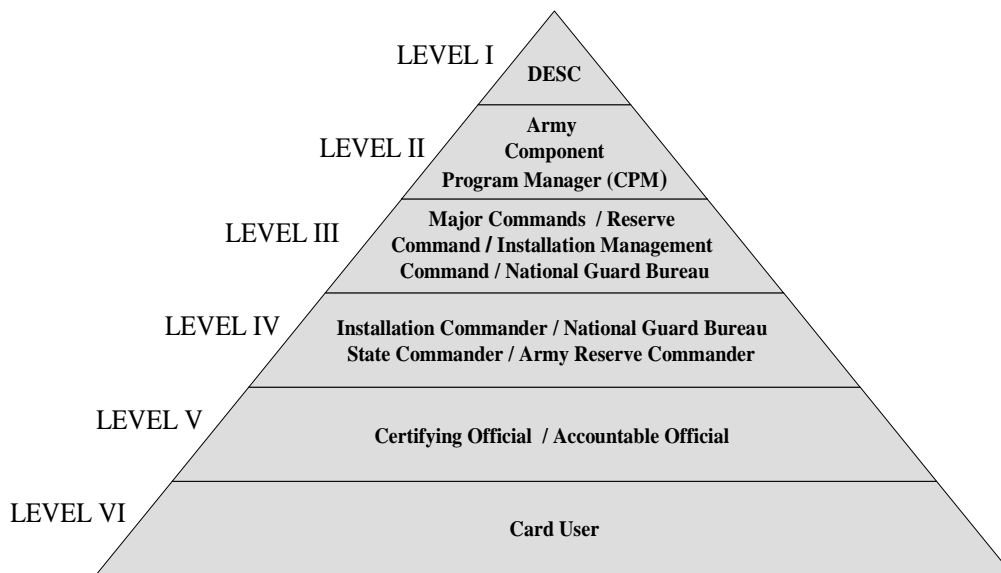 LEVEL I
DESC
LEVEL II
Army
Component
Program Manager (CPM)
LEVEL III
Major Commands / Reserve
Command / Installation Management
Command / National Guard Bureau
LEVEL IV
Installation Commander / National Guard Bureau
State Commander / Army Reserve Commander
LEVEL V
Certifying Official / Accountable Official
LEVEL VI
Card User